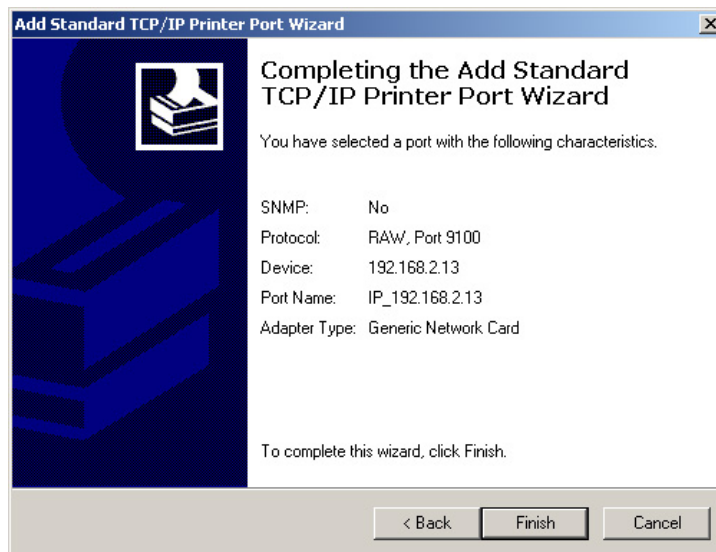 Add Standard TCP/IP Printer Port Wizard
Completing the Add Standard
TCP/IP Printer Port Wizard
You have selected a port with the following characteristics.
SNMP: No
Protocol: RAW, Port 9100
Device: 192.168.2.13
Port Name: IP_192.168.2.13
Adapter Type: Generic Network Card
To complete this wizard, click Finish.
< Back Finish Cancel